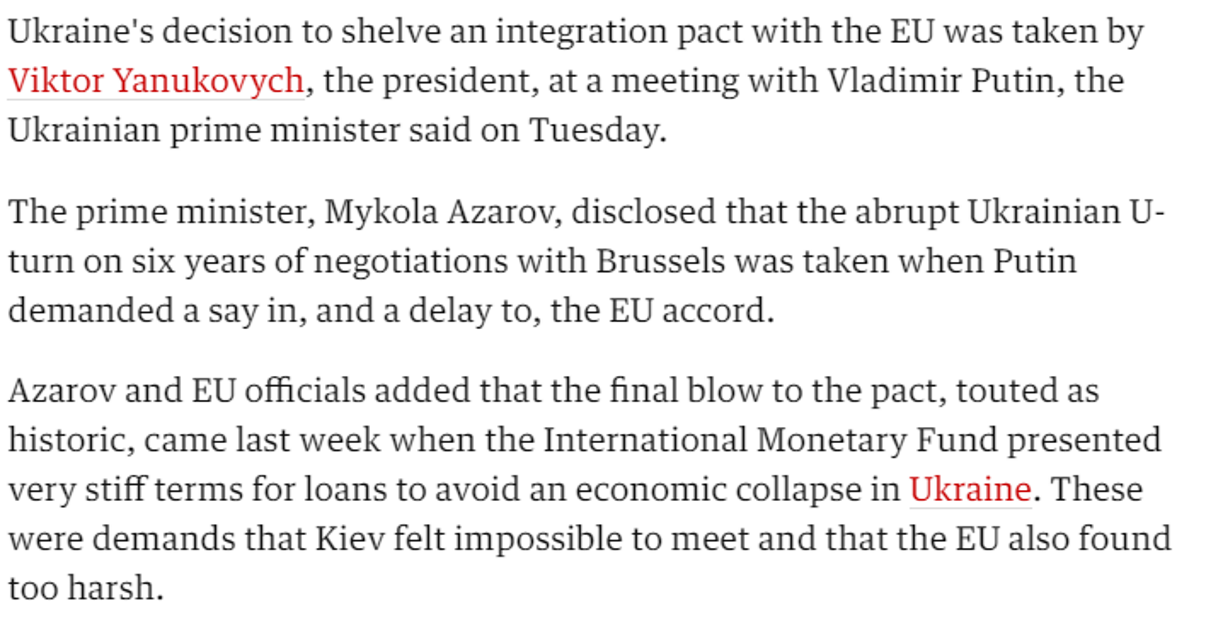 Ukraine's decision to shelve an integration pact with the EU was taken by
Viktor Yanukovych, the president, at a meeting with Vladimir Putin, the
Ukrainian prime minister said on Tuesday.
The prime minister, Mykola Azarov, disclosed that the abrupt Ukrainian U-
turn on six years of negotiations with Brussels was taken when Putin
demanded a say in, and a delay to, the EU accord.
Azarov and EU officials added that the final blow to the pact, touted as
historic, came last week when the International Monetary Fund presented
very stiff terms for loans to avoid an economic collapse in Ukraine. These
were demands that Kiev felt impossible to meet and that the EU also found
too harsh.